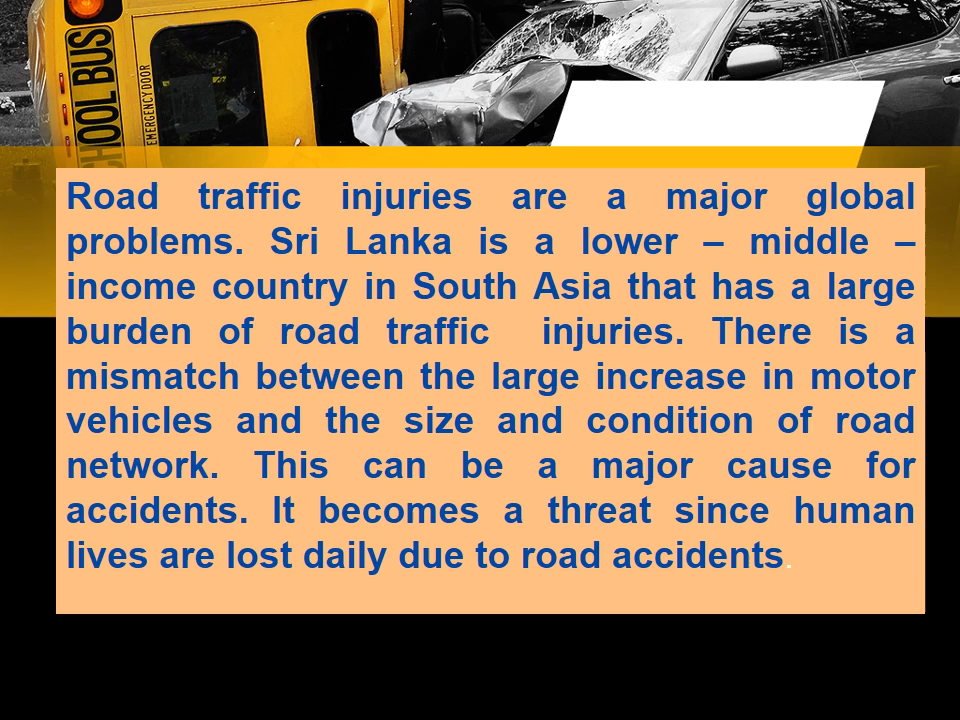 SCHOOL BUS
EMERGENCY DOOR
Road traffic injuries are a major global
problems. Sri Lanka is a lower – middle –
income country in South Asia that has a large
burden of road traffic injuries. There is a
mismatch between the large increase in motor
vehicles and the size and condition of road
network. This can be a major cause for
accidents. It becomes a threat since human
lives are lost daily due to road accidents.